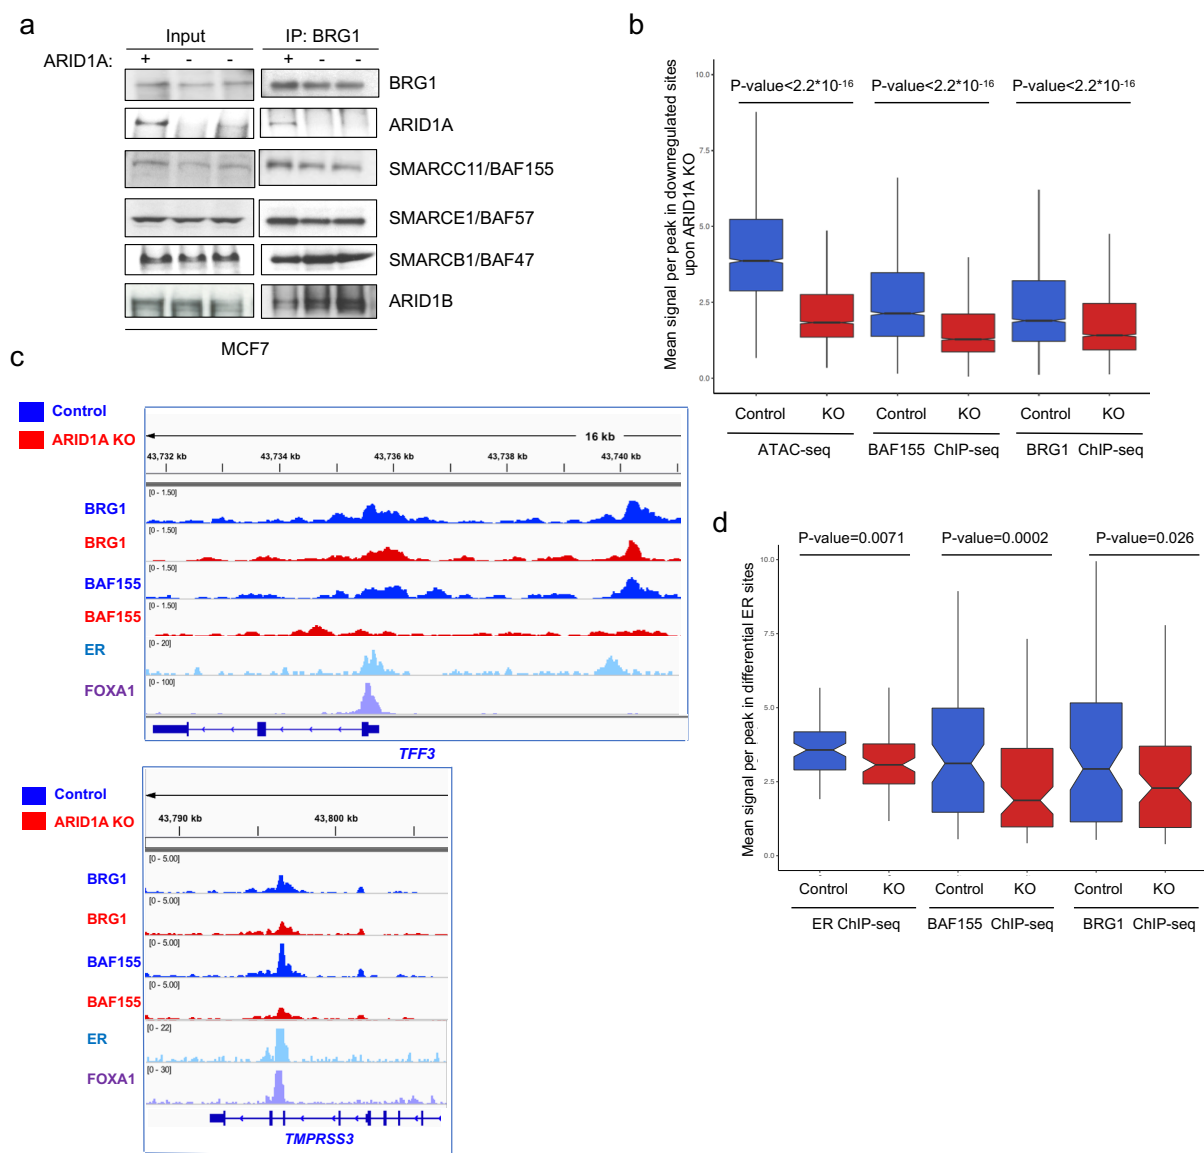 a
Input
IP: BRG1
ARID1A:
+ - -
+ - -
BRG1
ARID1A
SMARCC11/BAF155
SMARCE1/BAF57
SMARCB1/BAF47
ARID1B
MCF7
b
Mean signal per peak in downregulated sites
upon ARID1A KO
10.0
7.5
5.0
2.5
0.0
P-value<2.2*10-16
P-value<2.2*10-16
P-value<2.2*10-16
Control KO Control KO Control KO
ATAC-seq
BAF155 ChIP-seq
BRG1 ChIP-seq
c
Control
ARID1A KO
16 kb
43,732 kb 43,734 kb 43,736 kb 43,738 kb 43,740 kb
BRG1
[0 - 1.50]
BRG1
[0 - 1.50]
BAF155
[0 - 1.50]
BAF155
[0 - 1.50]
ER
[0 - 20]
FOXA1
[0 - 100]
TFF3
Control
ARID1A KO
43,790 kb 43,800 kb
BRG1
[0 - 5.00]
BRG1
[0 - 5.00]
BAF155
[0 - 5.00]
BAF155
[0 - 5.00]
ER
[0 - 22]
FOXA1
[0 - 30]
TMPRSS3
d
Mean signal per peak in differential ER sites
10.0
7.5
5.0
2.5
0.0
P-value=0.0071
P-value=0.0002
P-value=0.026
Control KO Control KO Control KO
ER ChIP-seq
BAF155 ChIP-seq
BRG1 ChIP-seq